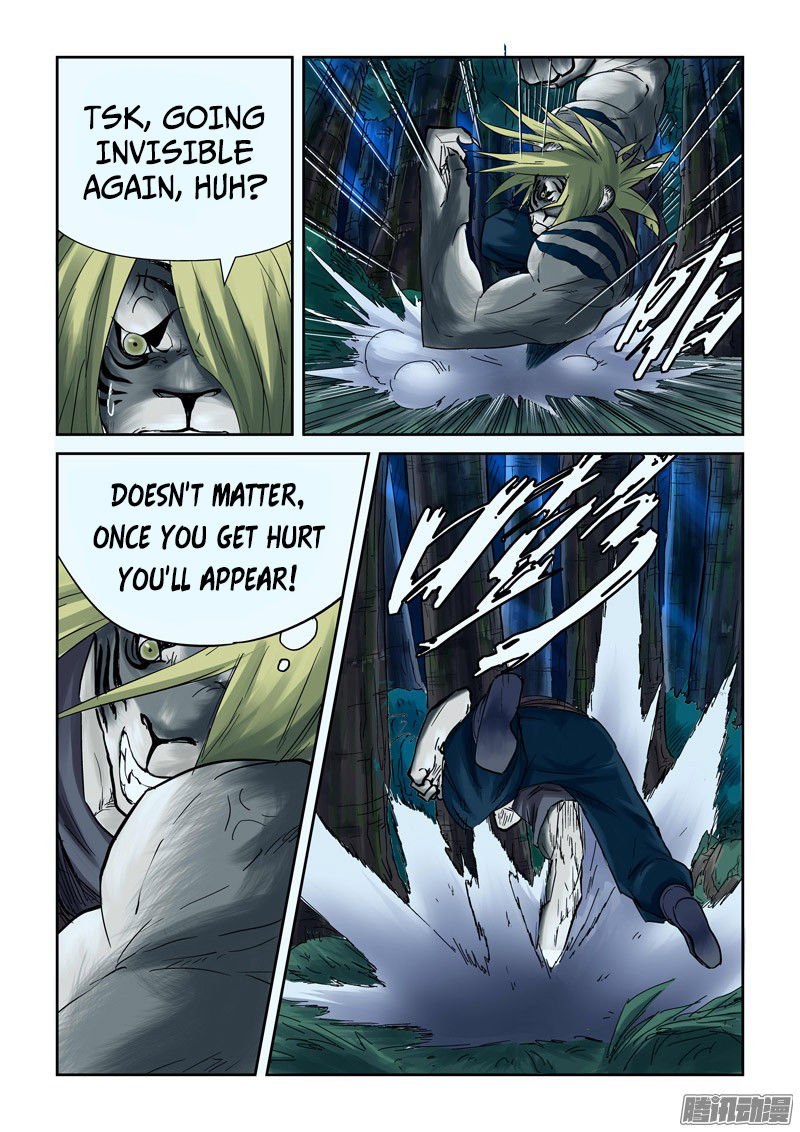 TSK, GOING
INVISIBLE
AGAIN, HUH?
DOESN'T MATTER,
ONCE YOU GET HURT
YOU'LL APPEAR!
腾讯动漫